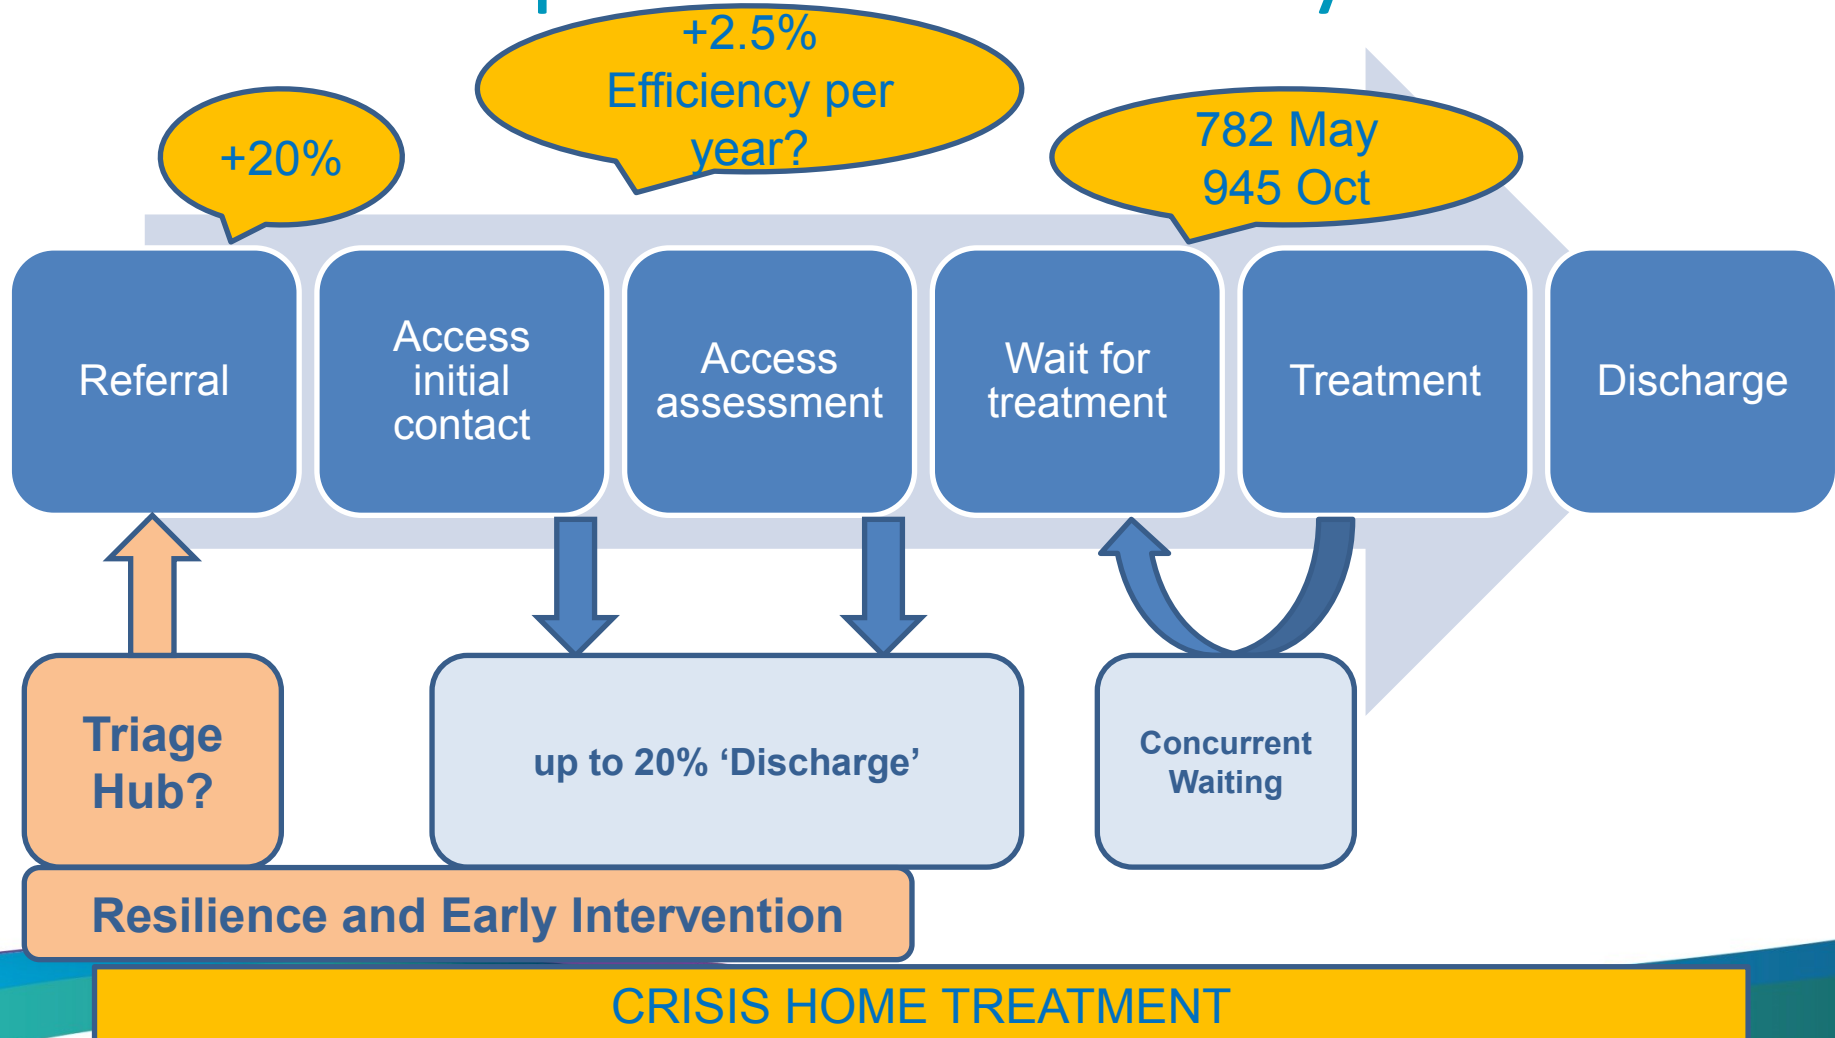 +2.5%
Efficiency per
year?
+20%
782 May
945 Oct
Referral
Access
initial
contact
Access
assessment
Wait for
treatment
Treatment
Discharge
Triage
Hub?
up to 20% ‘Discharge’
Concurrent
Waiting
Resilience and Early Intervention
CRISIS HOME TREATMENT